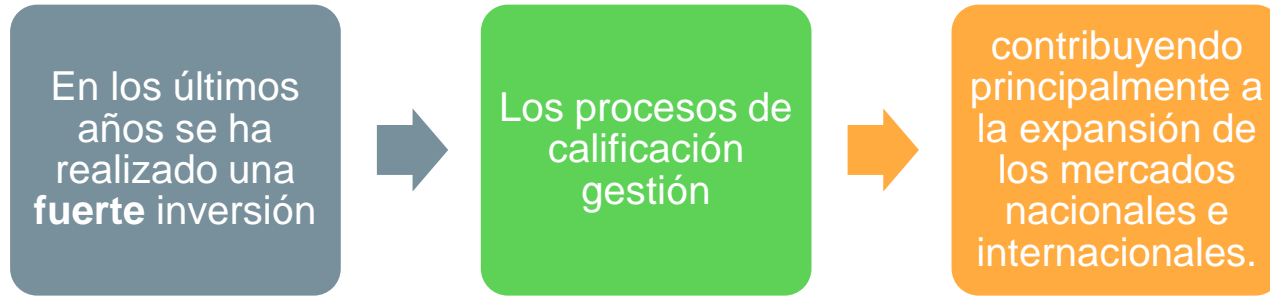 En los últimos
años se ha
realizado una
fuerte inversión
Los procesos de
calificación
gestión
contribuyendo
principalmente a
la expansión de
los mercados
nacionales e
internacionales.